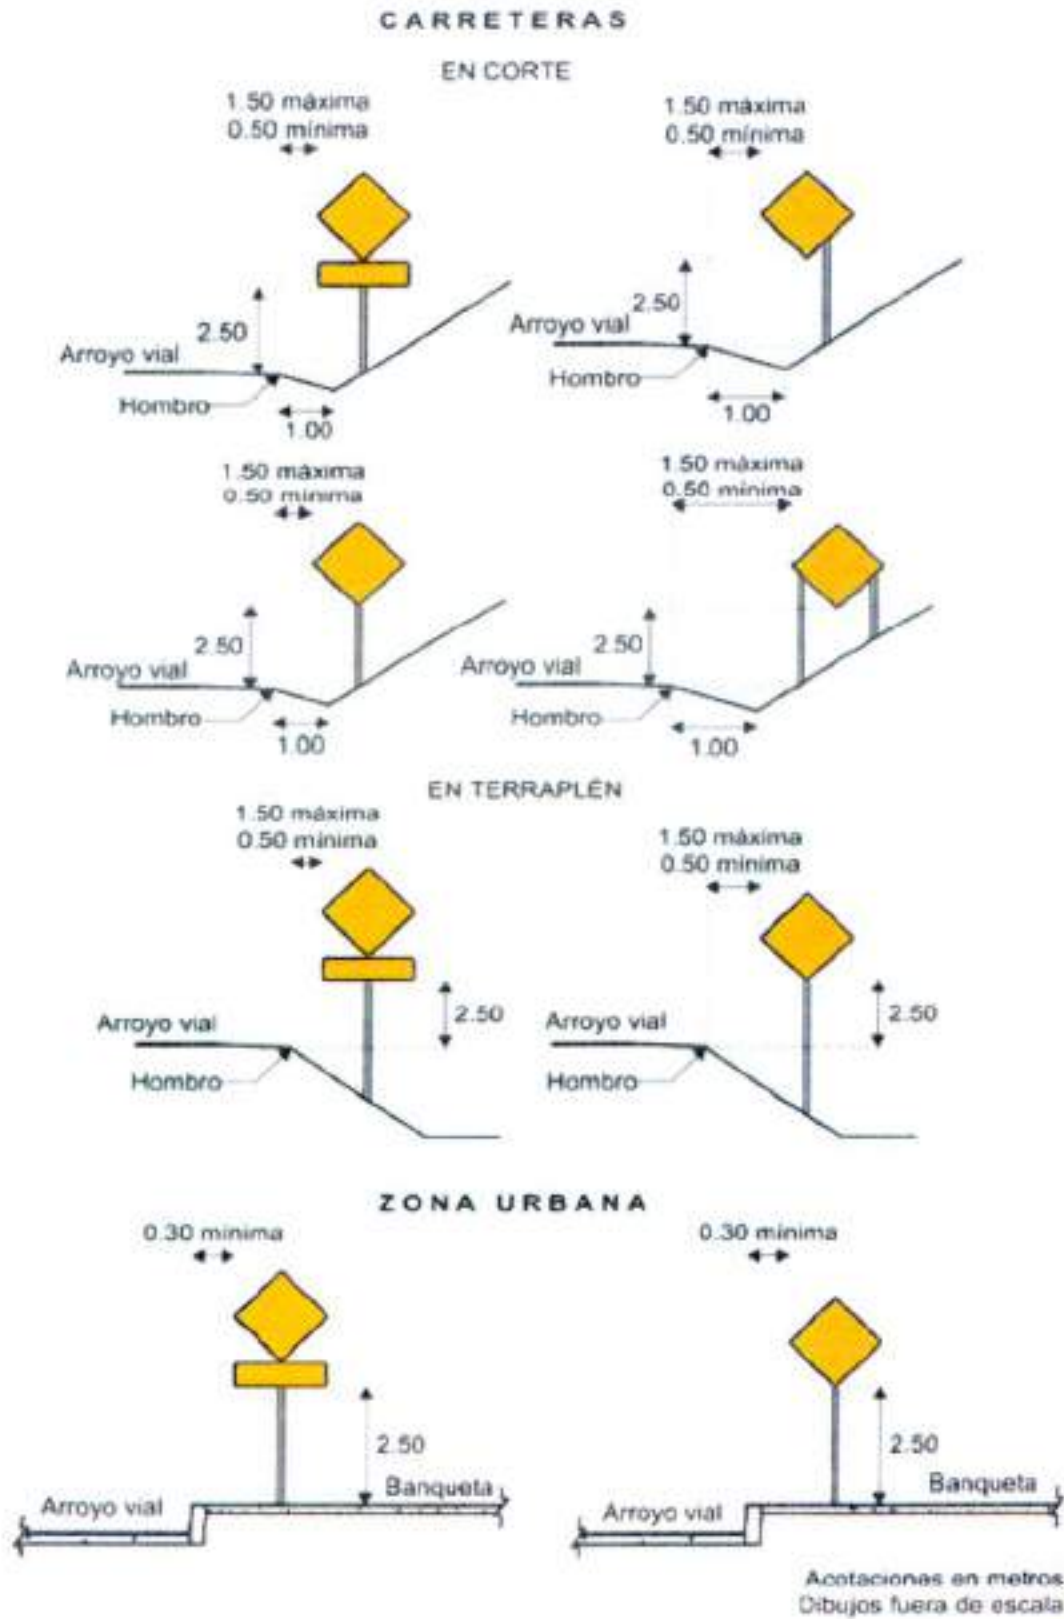 CARRETERAS
EN CORTE
1.50 máxima
0.50 mínima
2.50
Arroyo vial
Hombro
1.00
1.50 máxima
0.50 mínima
2.50
Arroyo vial
Hombro
1.00
1.50 máxima
0.50 mínima
2.50
Arroyo vial
Hombro
1.00
1.50 máxima
0.50 mínima
2.50
Arroyo vial
Hombro
1.00
EN TERRAPLÉN
1.50 máxima
0.50 mínima
2.50
Arroyo vial
Hombro
1.50 máxima
0.50 mínima
2.50
Arroyo vial
Hombro
ZONA URBANA
0.30 mínima
2.50
Banqueta
Arroyo vial
0.30 mínima
2.50
Banqueta
Arroyo vial
Acotaciones en metros
Dibujos fuera de escala